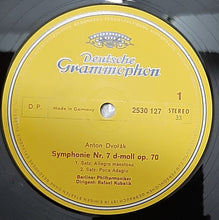 Deutsche
Grammophon
D.P.
Made in Germany
2530 127
1
STEREO
33
Anton Dvořák
Symphonie Nr. 7 d-moll op. 70
1. Satz: Allegro maestoso
2. Satz: Poco Adagio
Berliner Philharmoniker
Dirigent: Rafael Kubelik